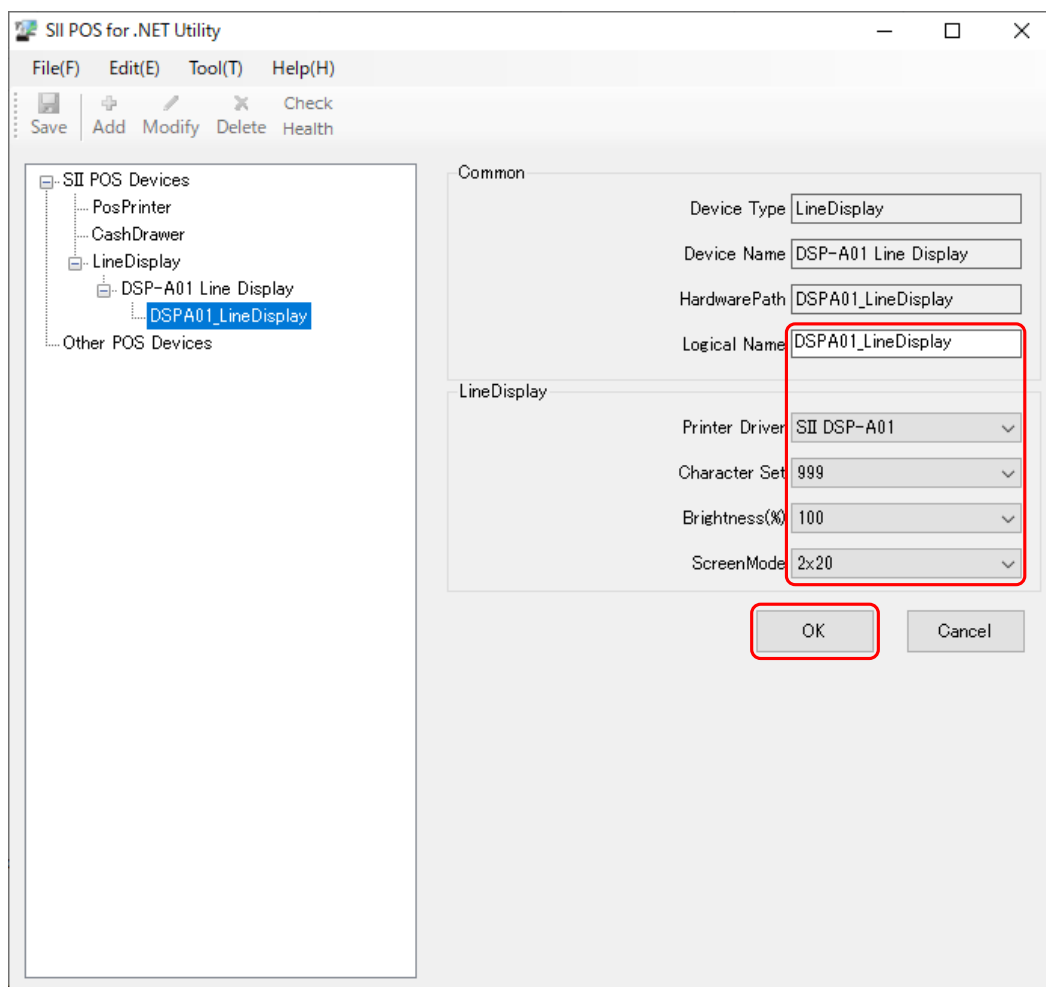 SII POS for .NET Utility
File(F) Edit(E) Tool(T) Help(H)
Save Add Modify Delete Check Health
SII POS Devices
PosPrinter
CashDrawer
LineDisplay
DSP-A01 Line Display
DSPA01_LineDisplay
Other POS Devices
Common
Device Type LineDisplay
Device Name DSP-A01 Line Display
HardwarePath DSPA01_LineDisplay
Logical Name DSPA01_LineDisplay
LineDisplay
Printer Driver SII DSP-A01
Character Set 999
Brightness(%) 100
ScreenMode 2x20
OK Cancel